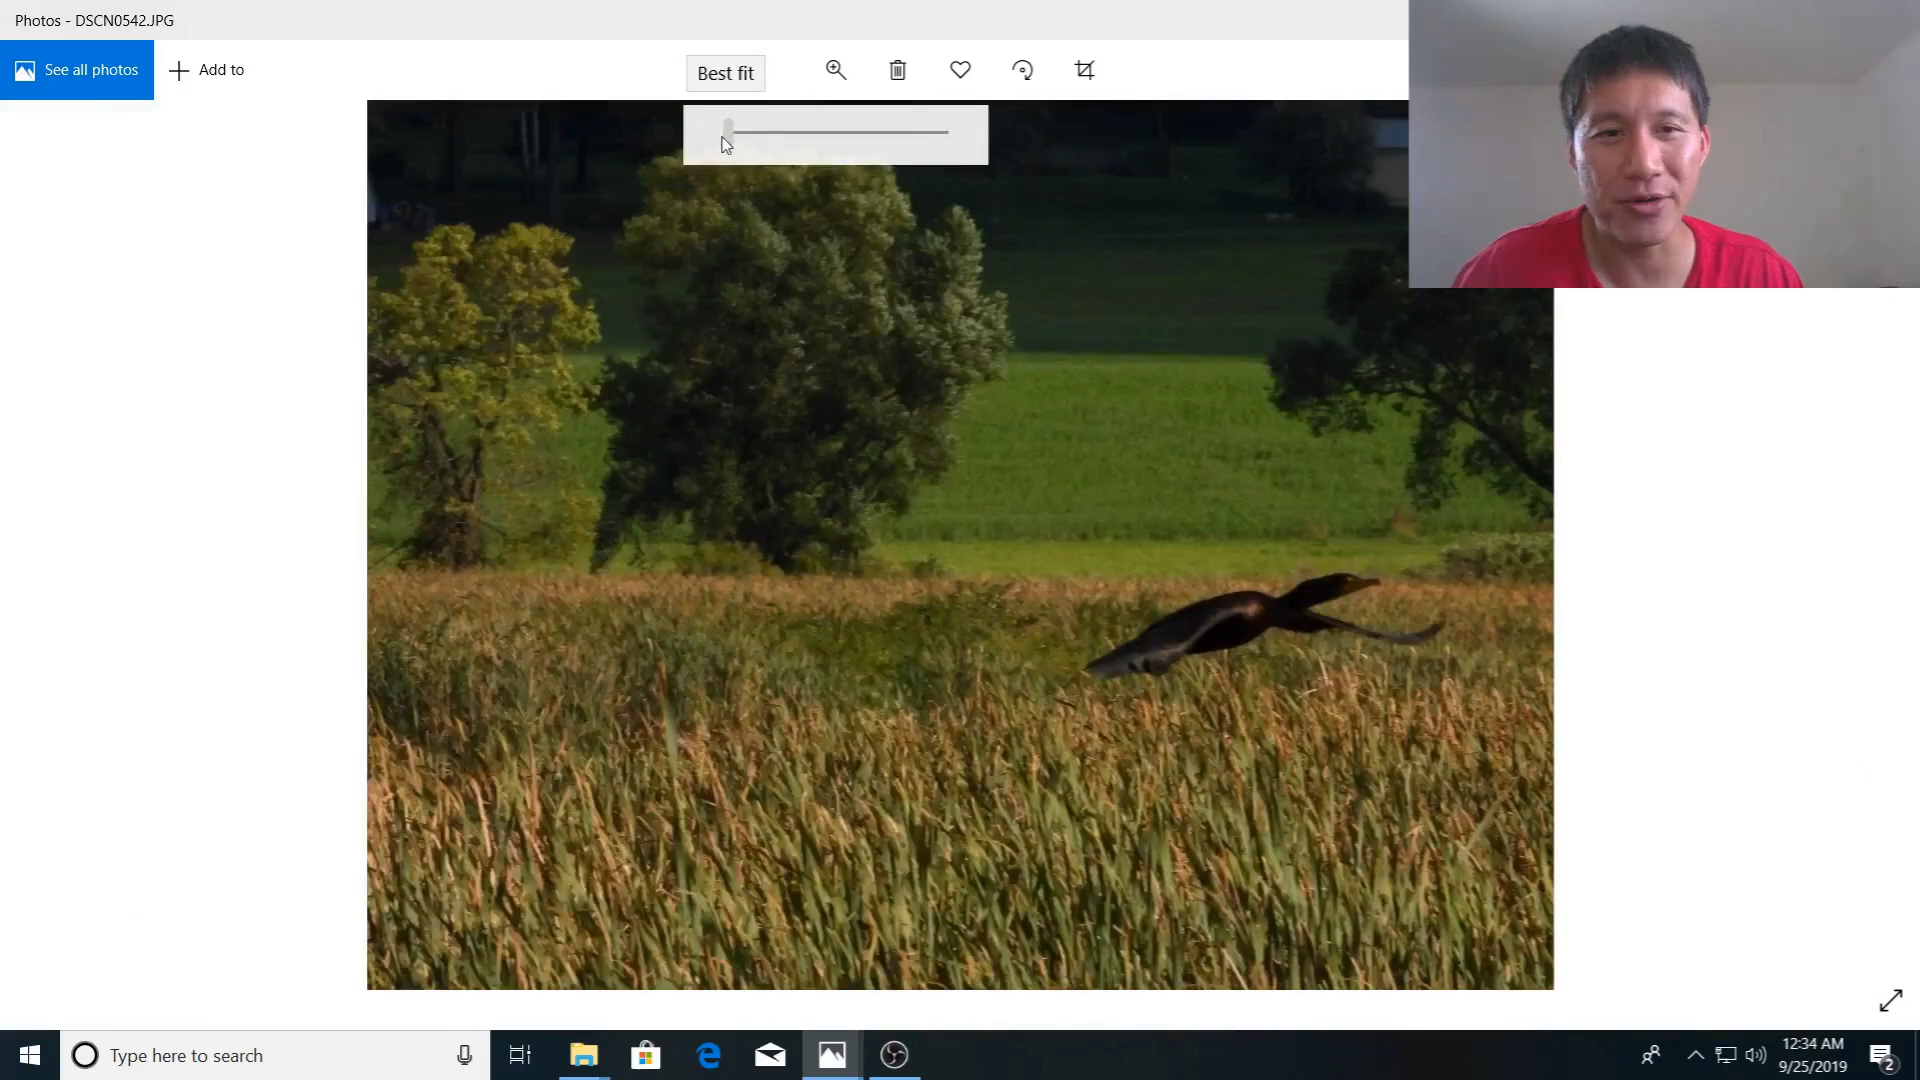 Photos - DSCN0542.JPG
See all photos
Add to
Best fit
Type here to search
12:34 AM
9/25/2019
2